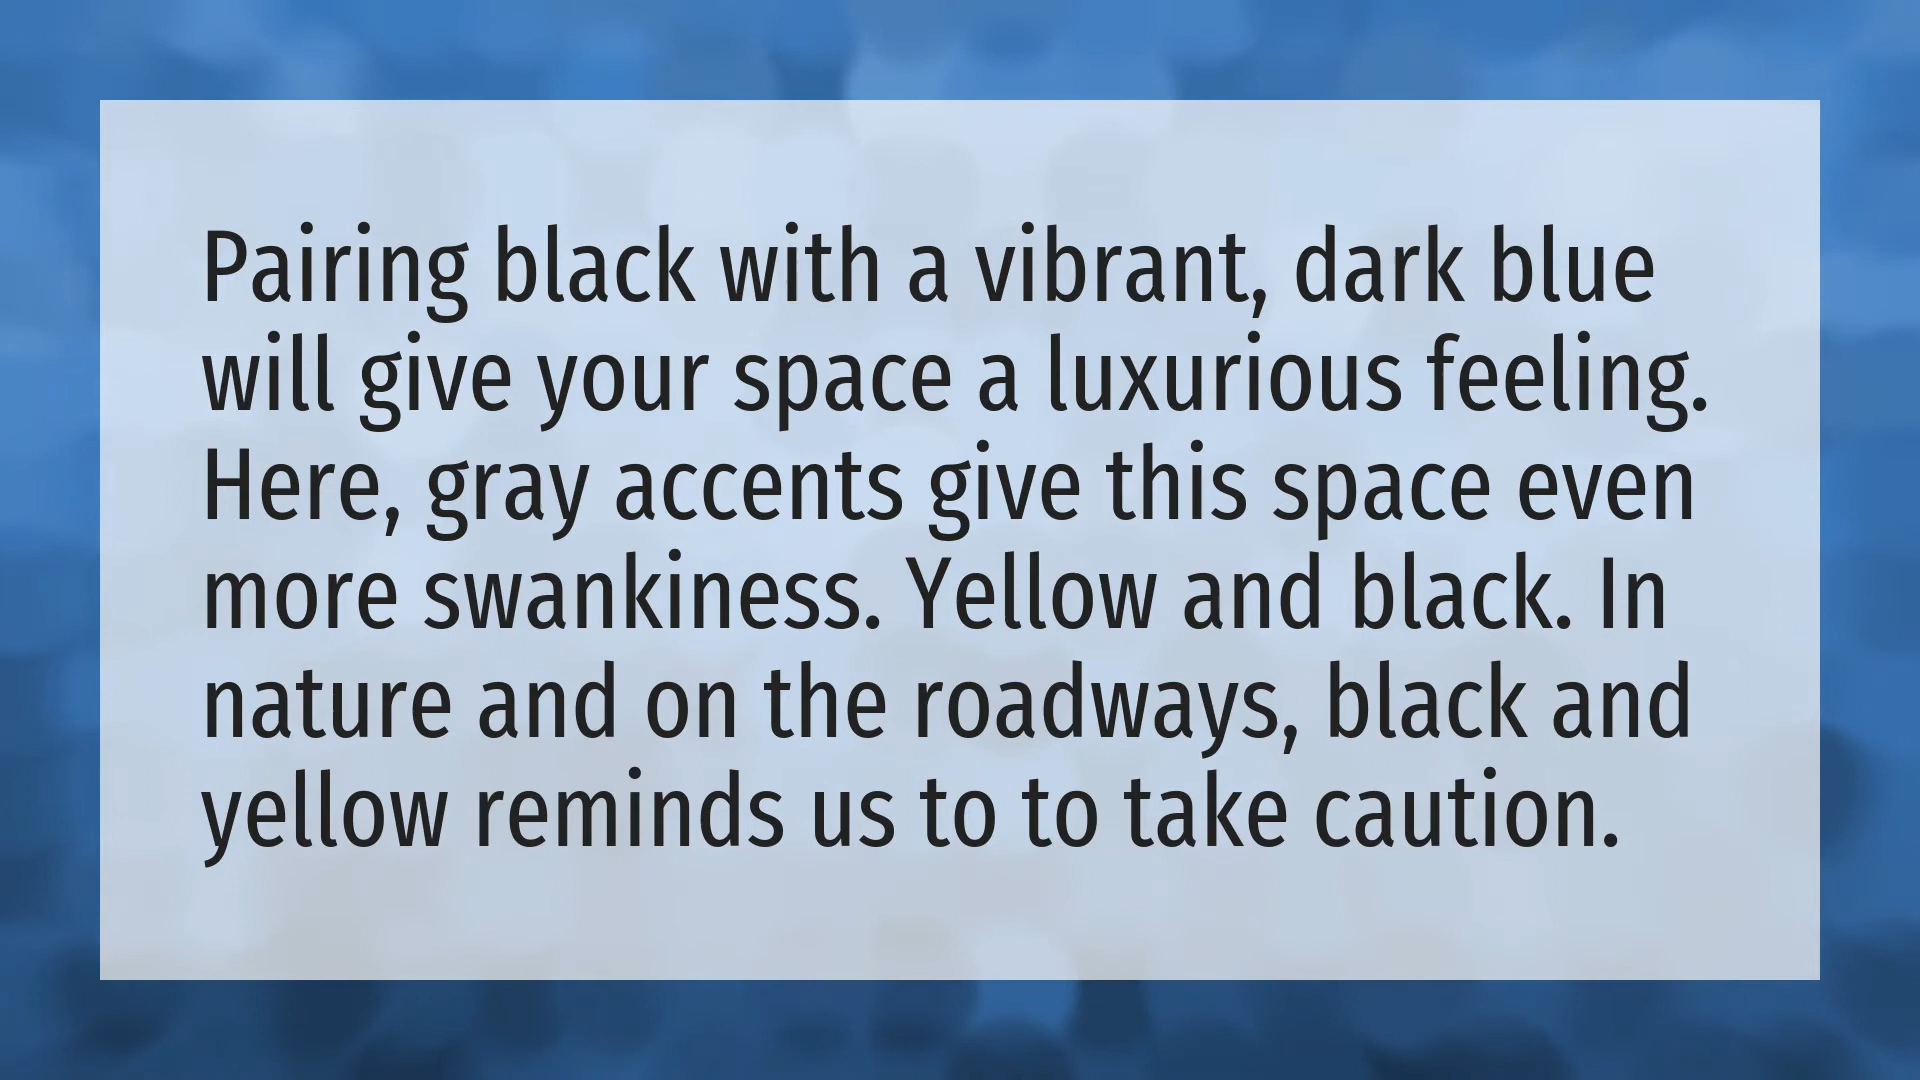 Pairing black with a vibrant, dark blue
will give your space a luxurious feeling.
Here, gray accents give this space even
more swankiness. Yellow and black. In
nature and on the roadways, black and
yellow reminds us to to take caution.